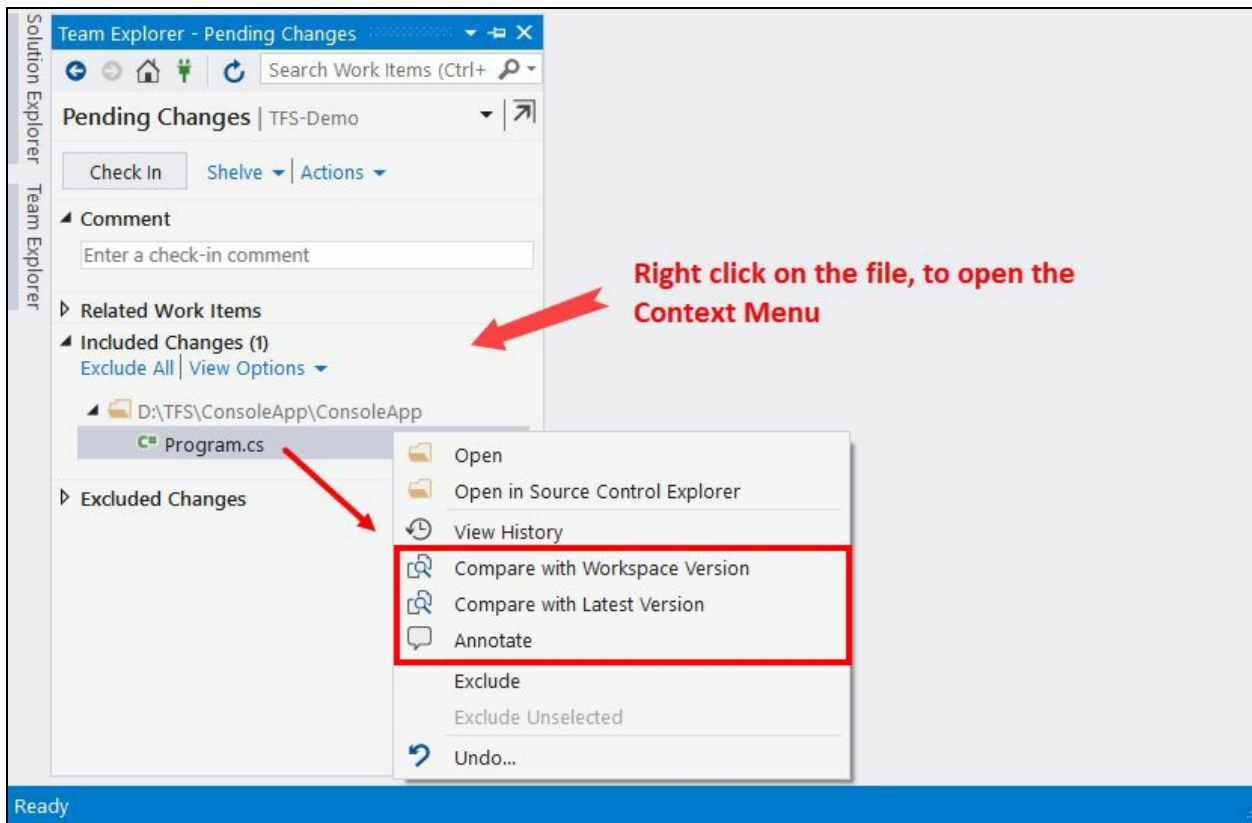 Solution Explorer
Team Explorer
Team Explorer - Pending Changes
Search Work Items (Ctrl+
Pending Changes | TFS-Demo
Check In
Shelve
Actions
Comment
Enter a check-in comment
Related Work Items
Included Changes (1)
Exclude All
View Options
D:\TFS\ConsoleApp\ConsoleApp
C# Program.cs
Excluded Changes
Right click on the file, to open the
Context Menu
Open
Open in Source Control Explorer
View History
Compare with Workspace Version
Compare with Latest Version
Annotate
Exclude
Exclude Unselected
Undo...
Ready